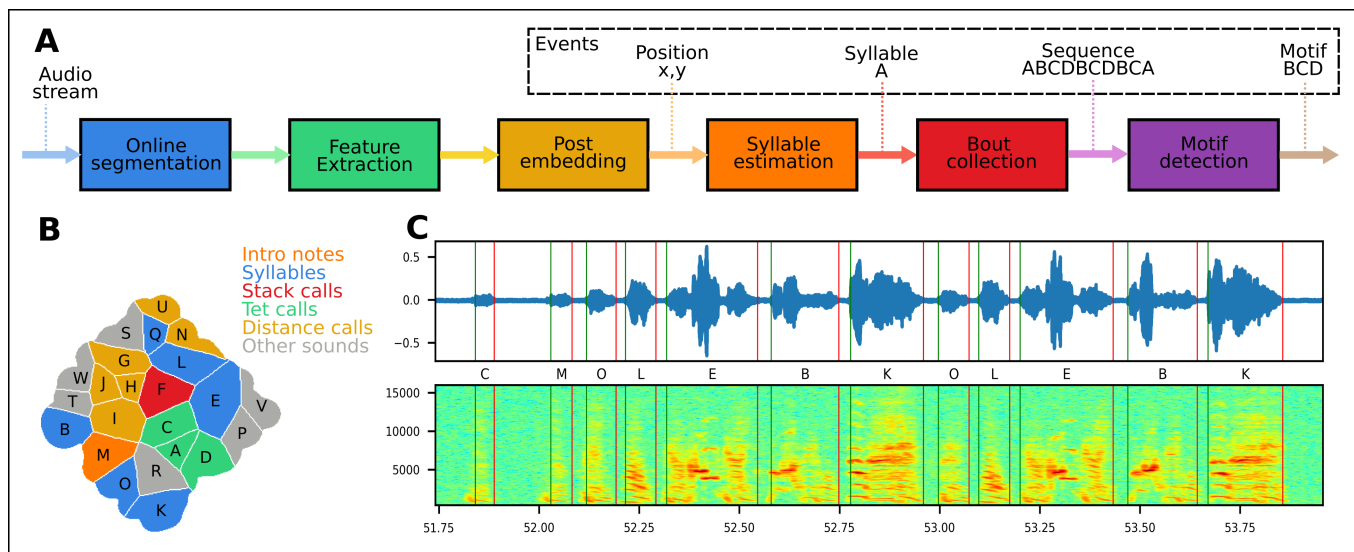 A
Events
Audio
stream
Position
x,y
Syllable
A
Sequence
ABCDBCDBCA
Motif
BCD
Online
segmentation
Feature
Extraction
Post
embedding
Syllable
estimation
Bout
collection
Motif
detection
B
Intro notes
Syllables
Stack calls
Tet calls
Distance calls
Other sounds
U
S
Q
N
G
L
W
J
H
F
T
E
V
I
B
C
P
M
A
D
R
O
K
C
0.5
0.0
−0.5
C M O L E B K O L E B K
15000
10000
5000
51.75 52.00 52.25 52.50 52.75 53.00 53.25 53.50 53.75